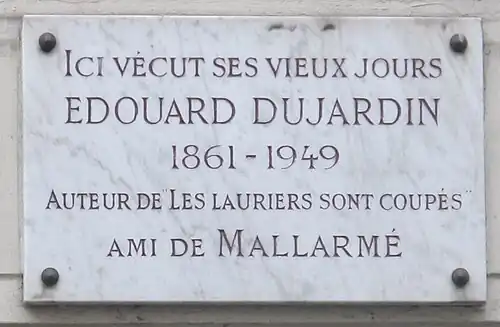 ICI VÉCUT SES VIEUX JOURS
EDOUARD DUJARDIN
1861-1949
AUTEUR DE "LES LAURIERS SONT COUPÉS"
AMI DE MALLARMÉ